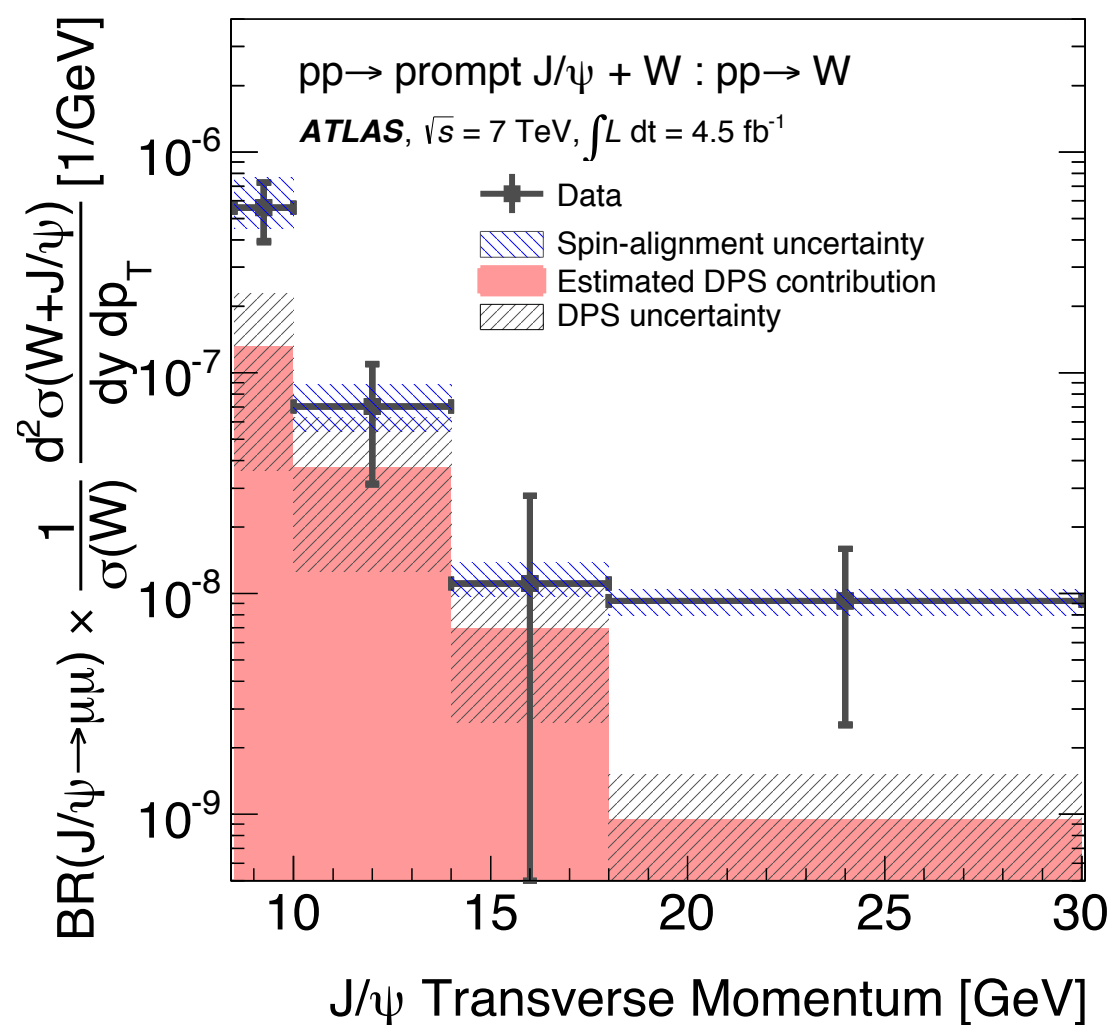 pp→ prompt J/ψ + W : pp→ W
ATLAS, √s = 7 TeV, ∫L dt = 4.5 fb⁻¹
Data
Spin-alignment uncertainty
Estimated DPS contribution
DPS uncertainty
BR(J/ψ→μμ) × 1/σ(W) d²σ(W+J/ψ)/dy dp_T [1/GeV]
10⁻⁶
10⁻⁷
10⁻⁸
10⁻⁹
10 15 20 25 30
J/ψ Transverse Momentum [GeV]